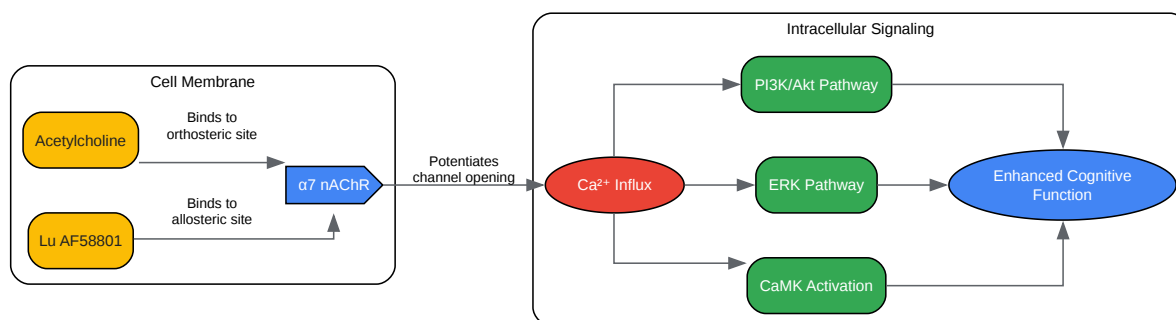 Intracellular Signaling
Cell Membrane
Acetylcholine
Binds to
orthosteric site
Lu AF58801
Binds to
allosteric site
α7 nAChR
Potentiates
channel opening
Ca²⁺ Influx
PI3K/Akt Pathway
ERK Pathway
CaMK Activation
Enhanced Cognitive
Function